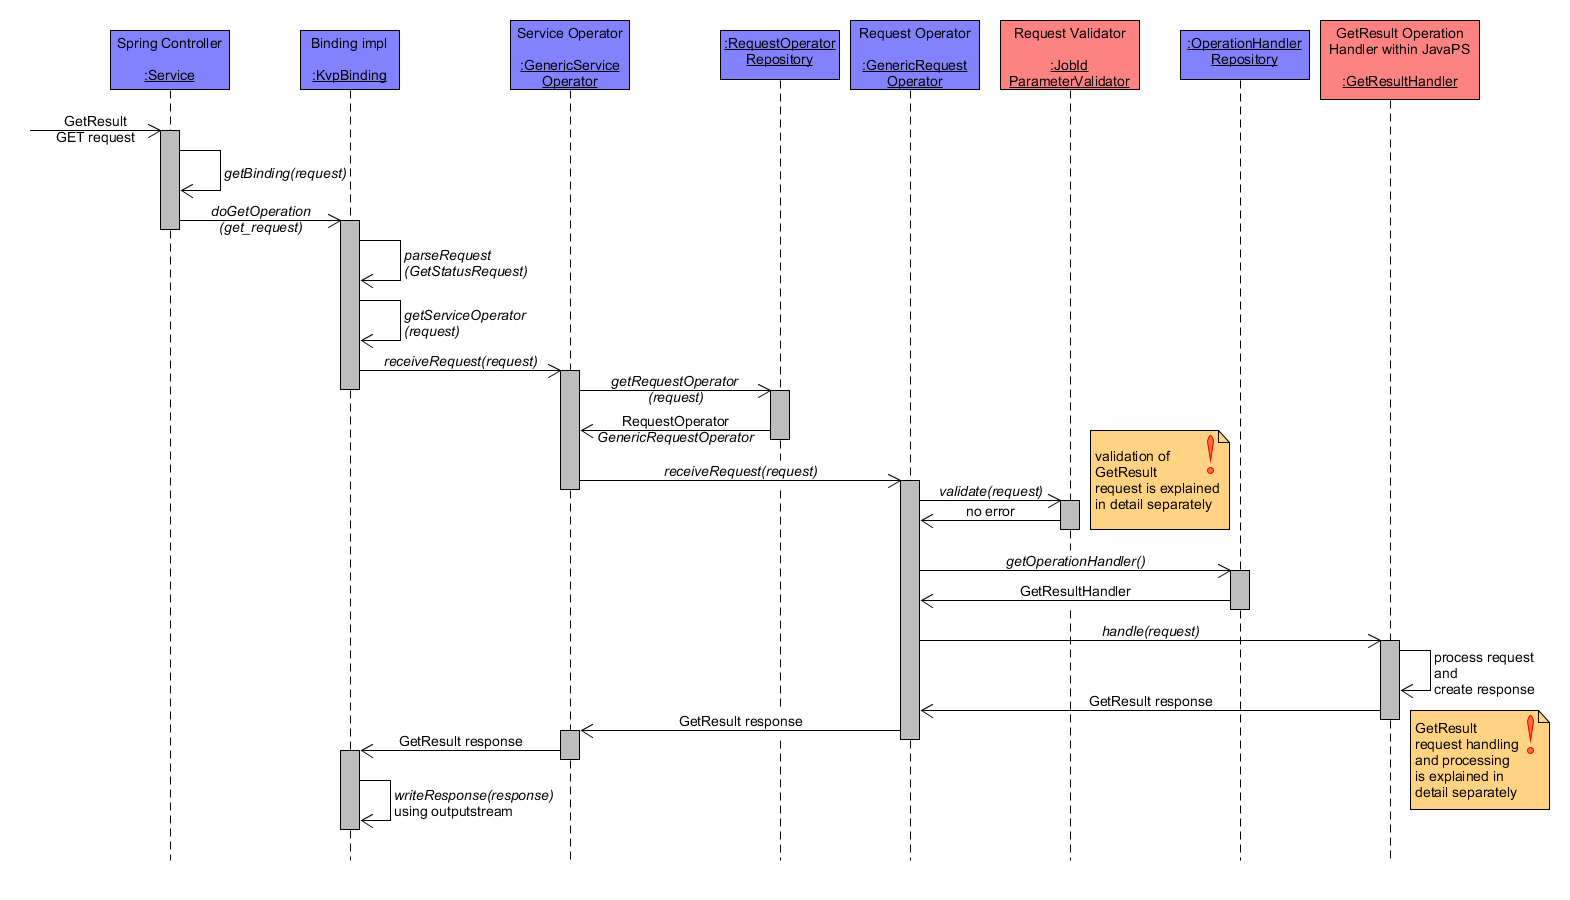 Spring Controller
:Service
Binding impl
:KvpBinding
Service Operator
:GenericService
Operator
:RequestOperator
Repository
Request Operator
:GenericRequest
Operator
Request Validator
:JobId
ParameterValidator
:OperationHandler
Repository
GetResult Operation
Handler within JavaPS
:GetResultHandler
GetResult
GET request
getBinding(request)
doGetOperation
(get_request)
parseRequest
(GetStatusRequest)
getServiceOperator
(request)
receiveRequest(request)
getRequestOperator
(request)
RequestOperator
GenericRequestOperator
receiveRequest(request)
validation of
GetResult
request is explained
in detail separately
validate(request)
no error
getOperationHandler()
GetResultHandler
handle(request)
process request
and
create response
GetResult response
GetResult response
GetResult response
GetResult
request handling
and processing
is explained in
detail separately
writeResponse(response)
using outputstream